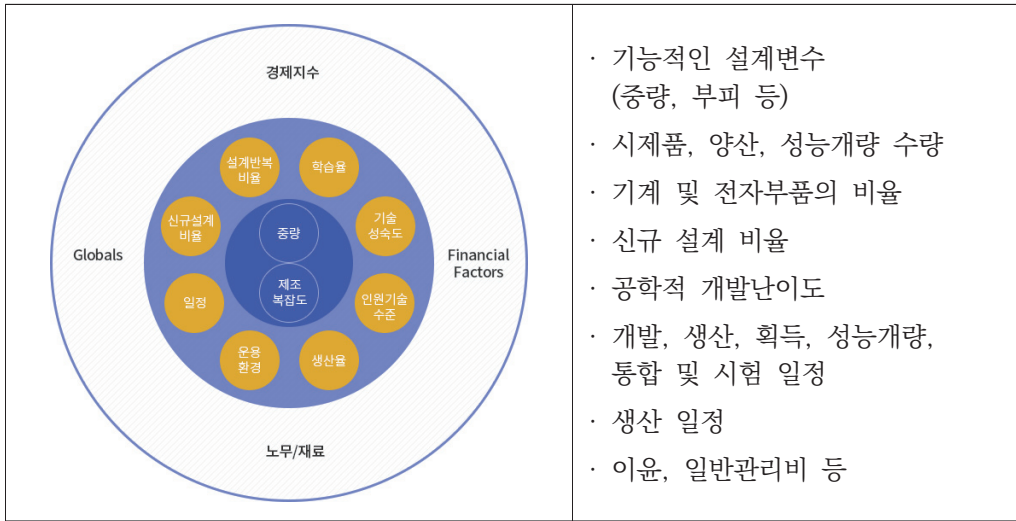 경제지수
설계반복
비율
학습율
신규설계
비율
기술
성숙도
중량
Globals
Financial
Factors
제조
복잡도
일정
인원기술
수준
운용
환경
생산율
노무/재료
· 기능적인 설계변수
(중량, 부피 등)
· 시제품, 양산, 성능개량 수량
· 기계 및 전자부품의 비율
· 신규 설계 비율
· 공학적 개발난이도
· 개발, 생산, 획득, 성능개량,
통합 및 시험 일정
· 생산 일정
· 이윤, 일반관리비 등